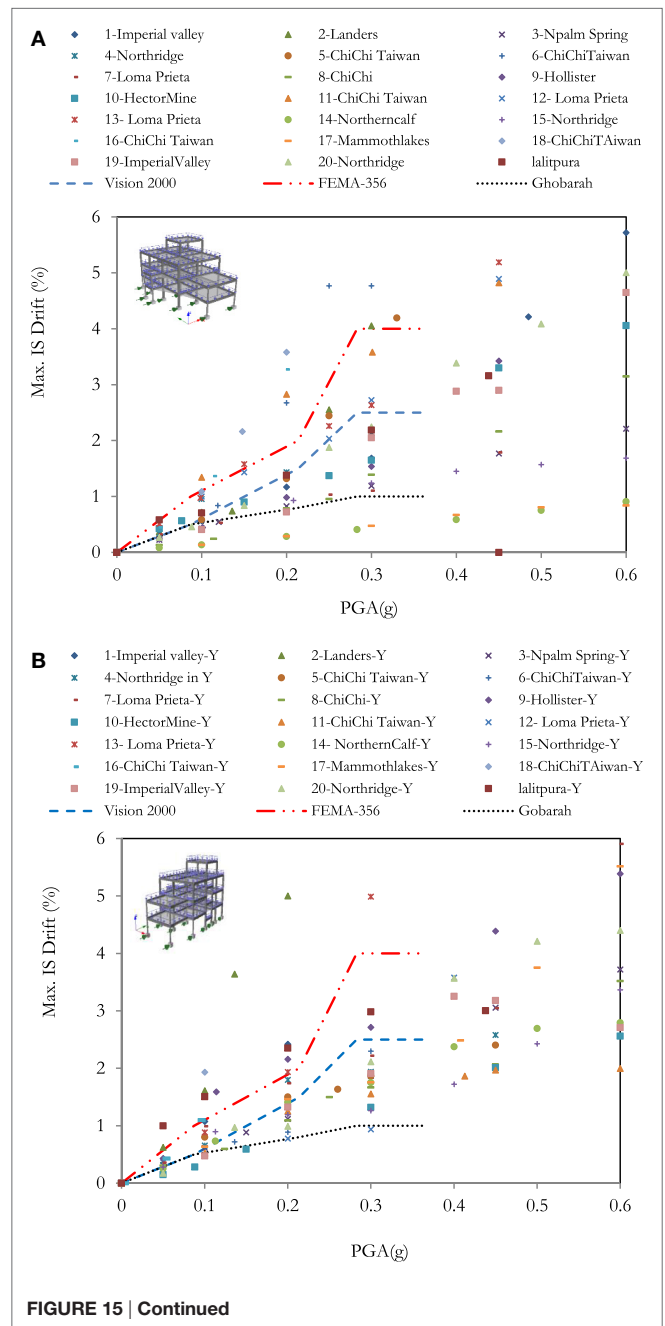 A
1-Imperial valley 2-Landers 3-Npalm Spring
4-Northridge 5-ChiChi Taiwan 6-ChiChiTaiwan
7-Loma Prieta 8-ChiChi 9-Hollister
10-HectorMine 11-ChiChi Taiwan 12- Loma Prieta
13- Loma Prieta 14-Northerncalf 15-Northridge
16-ChiChi Taiwan 17-Mammothlakes 18-ChiChiTAiwan
19-ImperialValley 20-Northridge lalitpura
Vision 2000 FEMA-356 Ghobarah
6
5
4
3
2
1
0
Max. IS Drift (%)
0 0.1 0.2 0.3 0.4 0.5 0.6
PGA(g)
B
1-Imperial valley-Y 2-Landers-Y 3-Npalm Spring-Y
4-Northridge in Y 5-ChiChi Taiwan-Y 6-ChiChiTaiwan-Y
7-Loma Prieta-Y 8-ChiChi-Y 9-Hollister-Y
10-HectorMine-Y 11-ChiChi Taiwan-Y 12- Loma Prieta-Y
13- Loma Prieta-Y 14- NorthernCalf-Y 15-Northridge-Y
16-ChiChi Taiwan-Y 17-Mammothlakes-Y 18-ChiChiTAiwan-Y
19-ImperialValley-Y 20-Northridge-Y lalitpura-Y
Vision 2000 FEMA-356 Gobarah
6
5
4
3
2
1
0
Max. IS Drift (%)
0 0.1 0.2 0.3 0.4 0.5 0.6
PGA(g)
FIGURE 15 | Continued